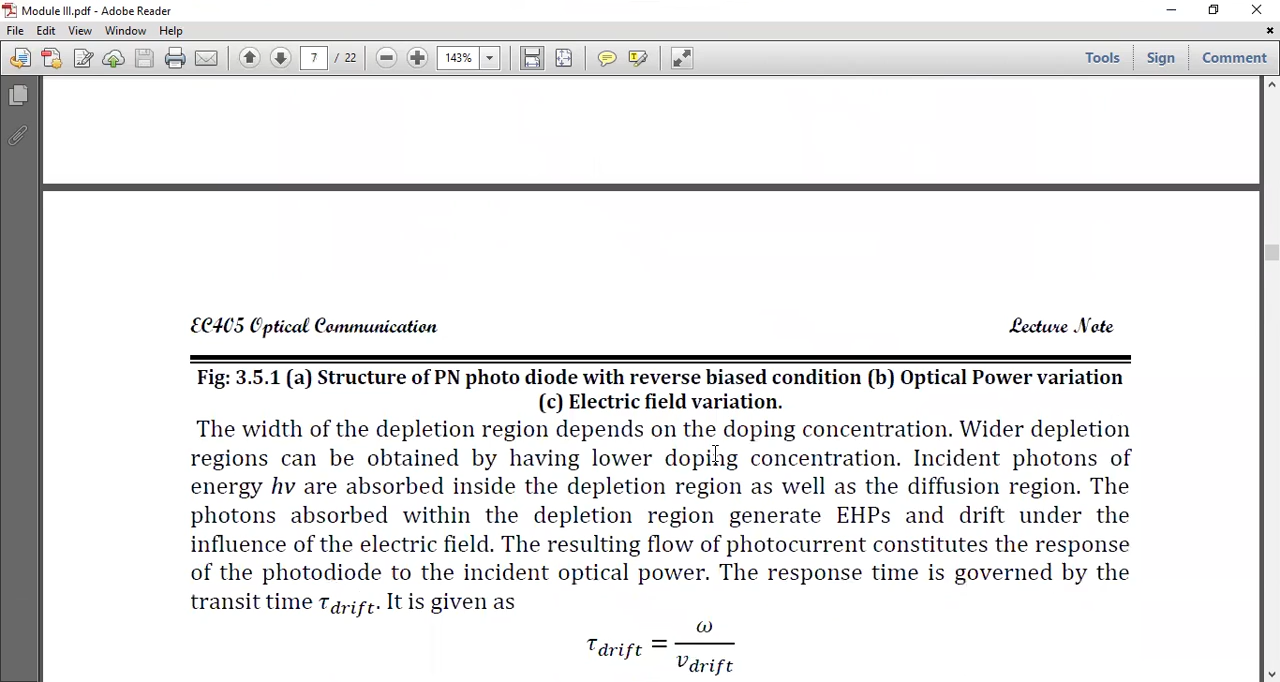 Module III.pdf - Adobe Reader
File Edit View Window Help
7 / 22 143% Tools Sign Comment
EC405 Optical Communication Lecture Note
Fig: 3.5.1 (a) Structure of PN photo diode with reverse biased condition (b) Optical Power variation
(c) Electric field variation.
The width of the depletion region depends on the doping concentration. Wider depletion
regions can be obtained by having lower doping concentration. Incident photons of
energy hν are absorbed inside the depletion region as well as the diffusion region. The
photons absorbed within the depletion region generate EHPs and drift under the
influence of the electric field. The resulting flow of photocurrent constitutes the response
of the photodiode to the incident optical power. The response time is governed by the
transit time τdrift. It is given as
τdrift = ω / vdrift